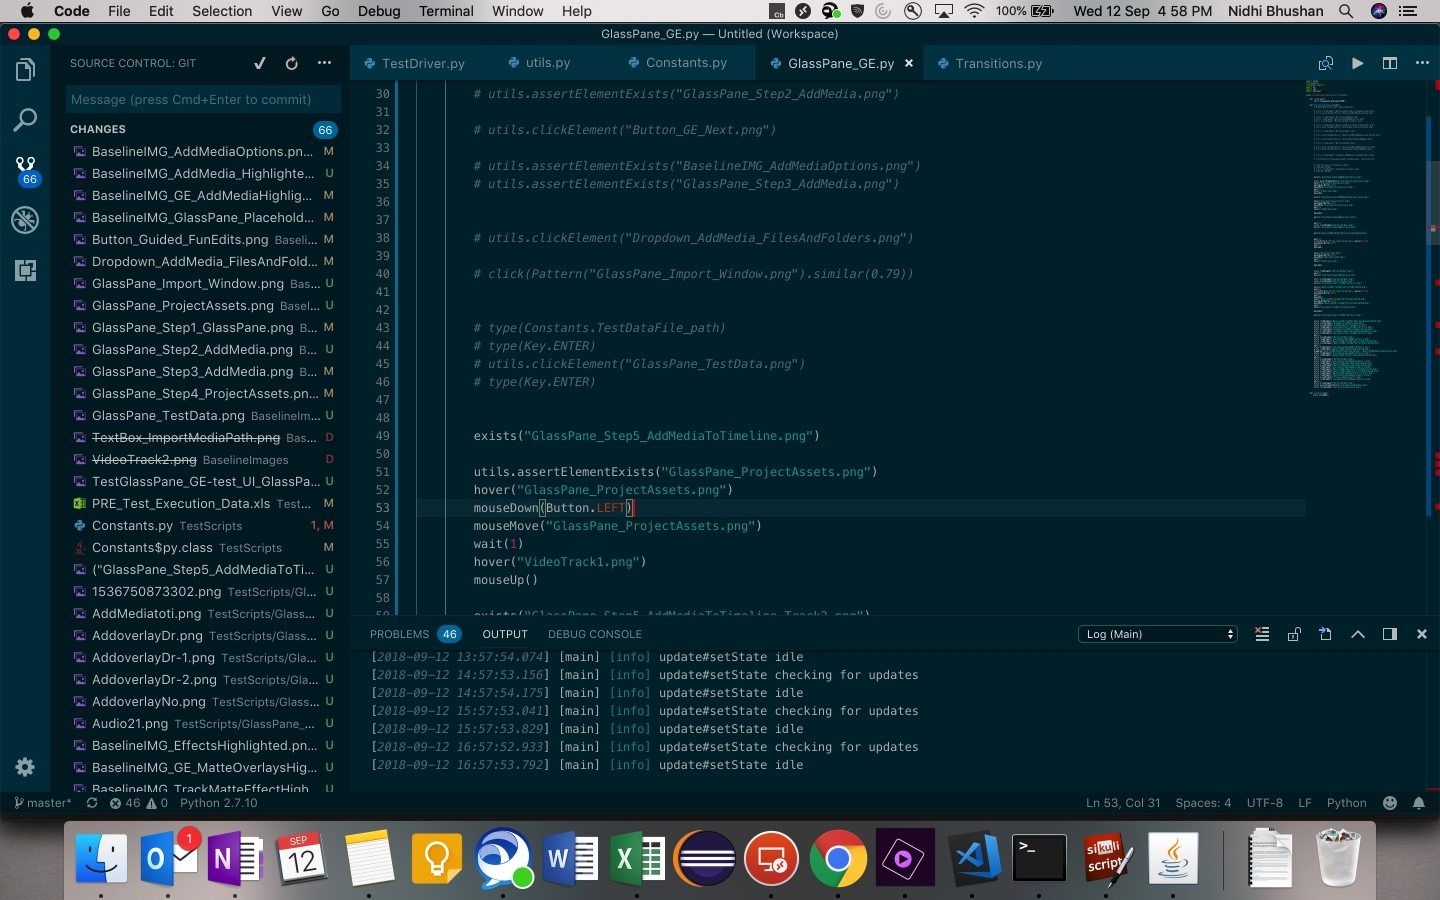 Code File Edit Selection View Go Debug Terminal Window Help 100% Wed 12 Sep 4 58 PM Nidhi Bhushan
GlassPane_GE.py — Untitled (Workspace)
SOURCE CONTROL: GIT
TestDriver.py utils.py Constants.py GlassPane_GE.py Transitions.py
Message (press Cmd+Enter to commit)
CHANGES 66
66
BaselineIMG_AddMediaOptions.pn... M
BaselineIMG_AddMedia_Highlighte... U
BaselineIMG_GE_AddMediaHighlig... M
BaselineIMG_GlassPane_Placehold... M
Button_Guided_FunEdits.png Baseli... M
Dropdown_AddMedia_FilesAndFold... M
GlassPane_Import_Window.png Bas... M
GlassPane_ProjectAssets.png Basel... M
GlassPane_Step1_GlassPane.png B... M
GlassPane_Step2_AddMedia.png B... U
GlassPane_Step3_AddMedia.png B... M
GlassPane_Step4_ProjectAssets.pn... M
GlassPane_TestData.png BaselineIm... U
TextBox_ImportMediaPath.png Bas... D
VideoTrack2.png BaselineImages D
TestGlassPane_GE-test_UI_GlassPa... U
PRE_Test_Execution_Data.xls Test... M
Constants.py TestScripts 1, M
Constants$py.class TestScripts M
("GlassPane_Step5_AddMediaToTi... U
1536750873302.png TestScripts/Gl... U
AddMediatoti.png TestScripts/Glass... U
AddoverlayDr.png TestScripts/Glass... U
AddoverlayDr-1.png TestScripts/Gla... U
AddoverlayDr-2.png TestScripts/Gla... U
AddoverlayNo.png TestScripts/Glass... U
Audio21.png TestScripts/GlassPane_... U
BaselineIMG_EffectsHighlighted.pn... U
BaselineIMG_GE_MatteOverlaysHig... U
BaselineIMG_TrackMatteEffectHigh... U
30 # utils.assertElementExists("GlassPane_Step2_AddMedia.png")
31
32 # utils.clickElement("Button_GE_Next.png")
33
34 # utils.assertElementExists("BaselineIMG_AddMediaOptions.png")
35 # utils.assertElementExists("GlassPane_Step3_AddMedia.png")
36
37
38 # utils.clickElement("Dropdown_AddMedia_FilesAndFolders.png")
39
40 # click(Pattern("GlassPane_Import_Window.png").similar(0.79))
41
42
43 # type(Constants.TestDataFile_path)
44 # type(Key.ENTER)
45 # utils.clickElement("GlassPane_TestData.png")
46 # type(Key.ENTER)
47
48
49 exists("GlassPane_Step5_AddMediaToTimeline.png")
50
51 utils.assertElementExists("GlassPane_ProjectAssets.png")
52 hover("GlassPane_ProjectAssets.png")
53 mouseDown(Button.LEFT)
54 mouseMove("GlassPane_ProjectAssets.png")
55 wait(1)
56 hover("VideoTrack1.png")
57 mouseUp()
58
59 exists("GlassPane_Step5_AddMediaToTimeline_Track2.png")
PROBLEMS 46 OUTPUT DEBUG CONSOLE Log (Main)
[2018-09-12 13:57:54.074] [main] [info] update#setState idle
[2018-09-12 14:57:53.156] [main] [info] update#setState checking for updates
[2018-09-12 14:57:54.175] [main] [info] update#setState idle
[2018-09-12 15:57:53.041] [main] [info] update#setState checking for updates
[2018-09-12 15:57:53.829] [main] [info] update#setState idle
[2018-09-12 16:57:52.933] [main] [info] update#setState checking for updates
[2018-09-12 16:57:53.792] [main] [info] update#setState idle
master* 46 0 Python 2.7.10 Ln 53, Col 31 Spaces: 4 UTF-8 LF Python
1
SEP
12
sikuli
script